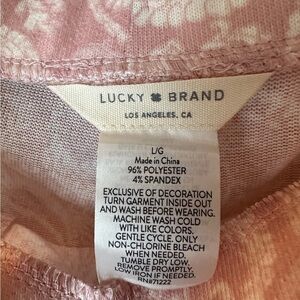 LUCKY BRAND
LOS ANGELES, CA
L/G
Made in China
96% POLYESTER
4% SPANDEX
EXCLUSIVE OF DECORATION
TURN GARMENT INSIDE OUT
AND WASH BEFORE WEARING.
MACHINE WASH COLD
WITH LIKE COLORS.
GENTLE CYCLE. ONLY
NON-CHLORINE BLEACH
WHEN NEEDED.
TUMBLE DRY LOW.
REMOVE PROMPTLY.
LOW IRON IF NEEDED.
RN871222